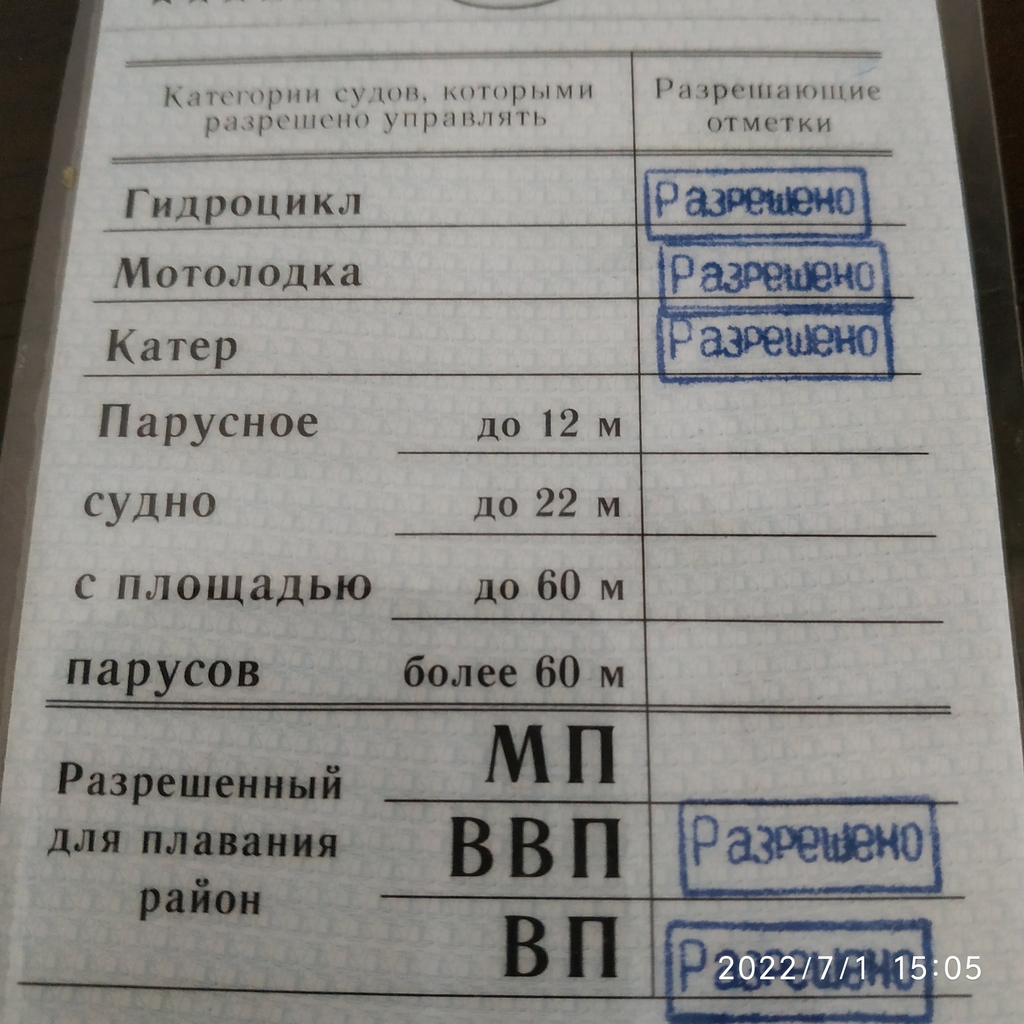 Категории судов, которыми Разрешающие
разрешено управлять отметки
Гидроцикл Разрешено
Мотолодка Разрешено
Катер Разрешено
Парусное до 12 м
судно до 22 м
с площадью до 60 м
парусов более 60 м
МП
Разрешенный
для плавания ВВП Разрешено
район
ВП Разрешено
2022/7/1 15:05